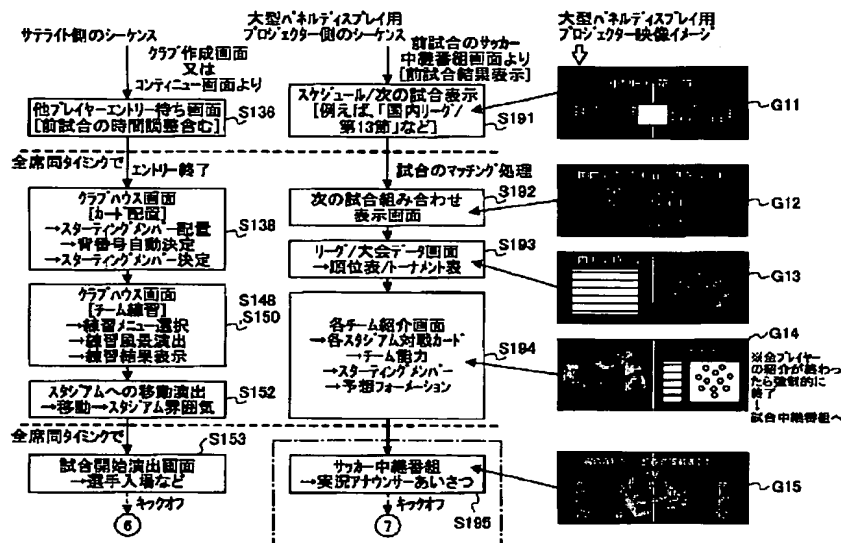 サテライト側のシーケンス
クラブ作成画面
又は
コンティニュー画面より
他プレイヤーエントリー待ち画面
[前試合の時間調整含む]
S136
全席同タイミングで
エントリー終了
クラブハウス画面
[カード配置]
→スターティングメンバー配置
→背番号自動決定
→スターティングメンバー決定
S138
クラブハウス画面
[チーム練習]
→練習メニュー選択
→練習風景演出
→練習結果表示
S148
S150
スタジアムへの移動演出
→移動→スタジアム雰囲気
S152
全席同タイミングで
S153
試合開始演出画面
→選手入場など
キックオフ
6
大型パネルディスプレイ用
プロジェクター側のシーケンス
前試合のサッカー
中継番組画面より
[前試合結果表示]
スケジュール/次の試合表示
[例えば、「国内リーグ/
第13節」など]
S191
試合のマッチング処理
S192
次の試合組み合わせ
表示画面
S193
リーグ/大会データ画面
→順位表/トーナメント表
各チーム紹介画面
→各スタジアム対戦カード
→チーム能力
→スターティングメンバー
→予想フォーメーション
S194
サッカー中継番組
→実況アナウンサーあいさつ
キックオフ
S195
7
大型パネルディスプレイ用
プロジェクター映像イメージ
G11
G12
G13
G14
※全プレイヤー
の紹介が終わっ
たら強制的に
終了
↓
試合中継番組へ
G15